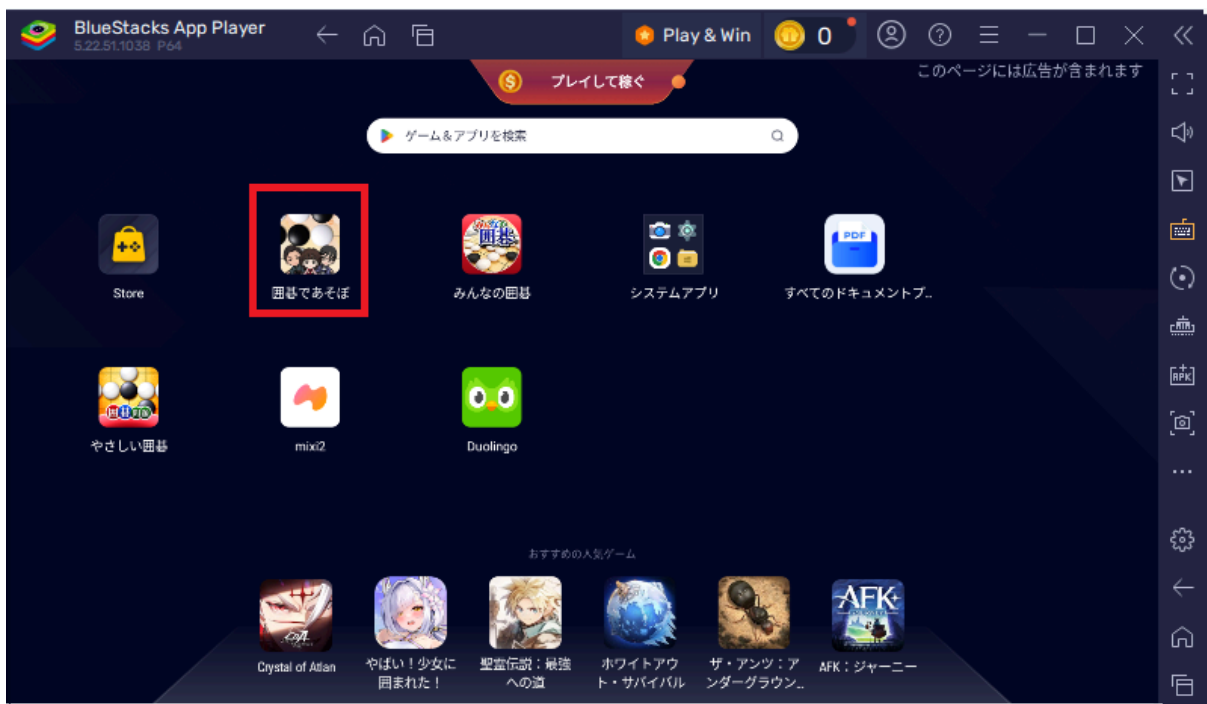 BlueStacks App Player
5.22.51.1038 P64
Play & Win
0
このページには広告が含まれます
プレイして稼ぐ
ゲーム&アプリを検索
囲碁
PDF
Store
囲碁であそぼ
みんなの囲碁
システムアプリ
すべてのドキュメントブ..
やさしい囲碁
mixi2
Duolingo
APK
おすすめの人気ゲーム
AFK
Crystal of Atlan
やばい！少女に
囲まれた！
聖霊伝説：最強
への道
ホワイトアウ
ト・サバイバル
ザ・アンツ：ア
ンダーグラウン..
AFK：ジャーニー